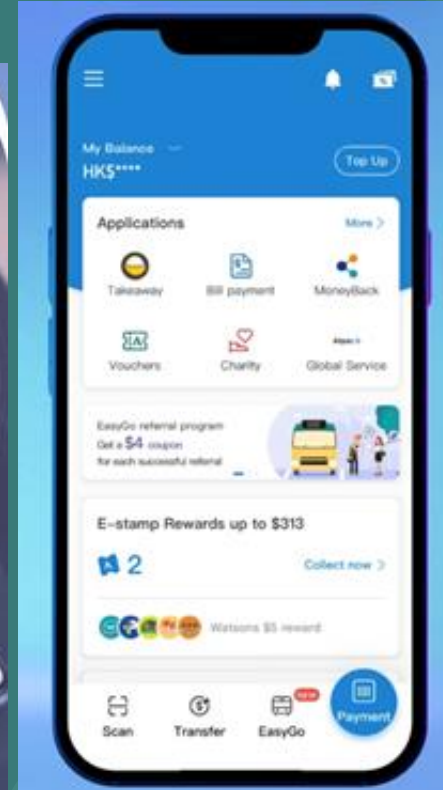 My Balance
HK$****
Top Up
Applications
More >
Takeaway
Bill payment
MoneyBack
Vouchers
Charity
Global Service
EasyGo referral program
Get a $4 coupon
for each successful referral
E-stamp Rewards up to $313
2
Collect now >
Watsons $5 reward
NEW
Scan
Transfer
EasyGo
Payment